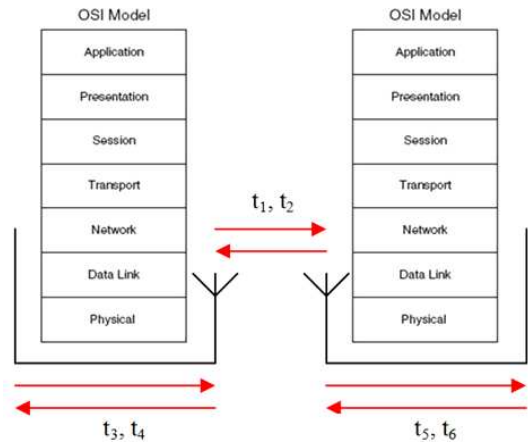 OSI Model
Application
Presentation
Session
Transport
Network
Data Link
Physical
t₁, t₂
OSI Model
Application
Presentation
Session
Transport
Network
Data Link
Physical
t₃, t₄
t₅, t₆